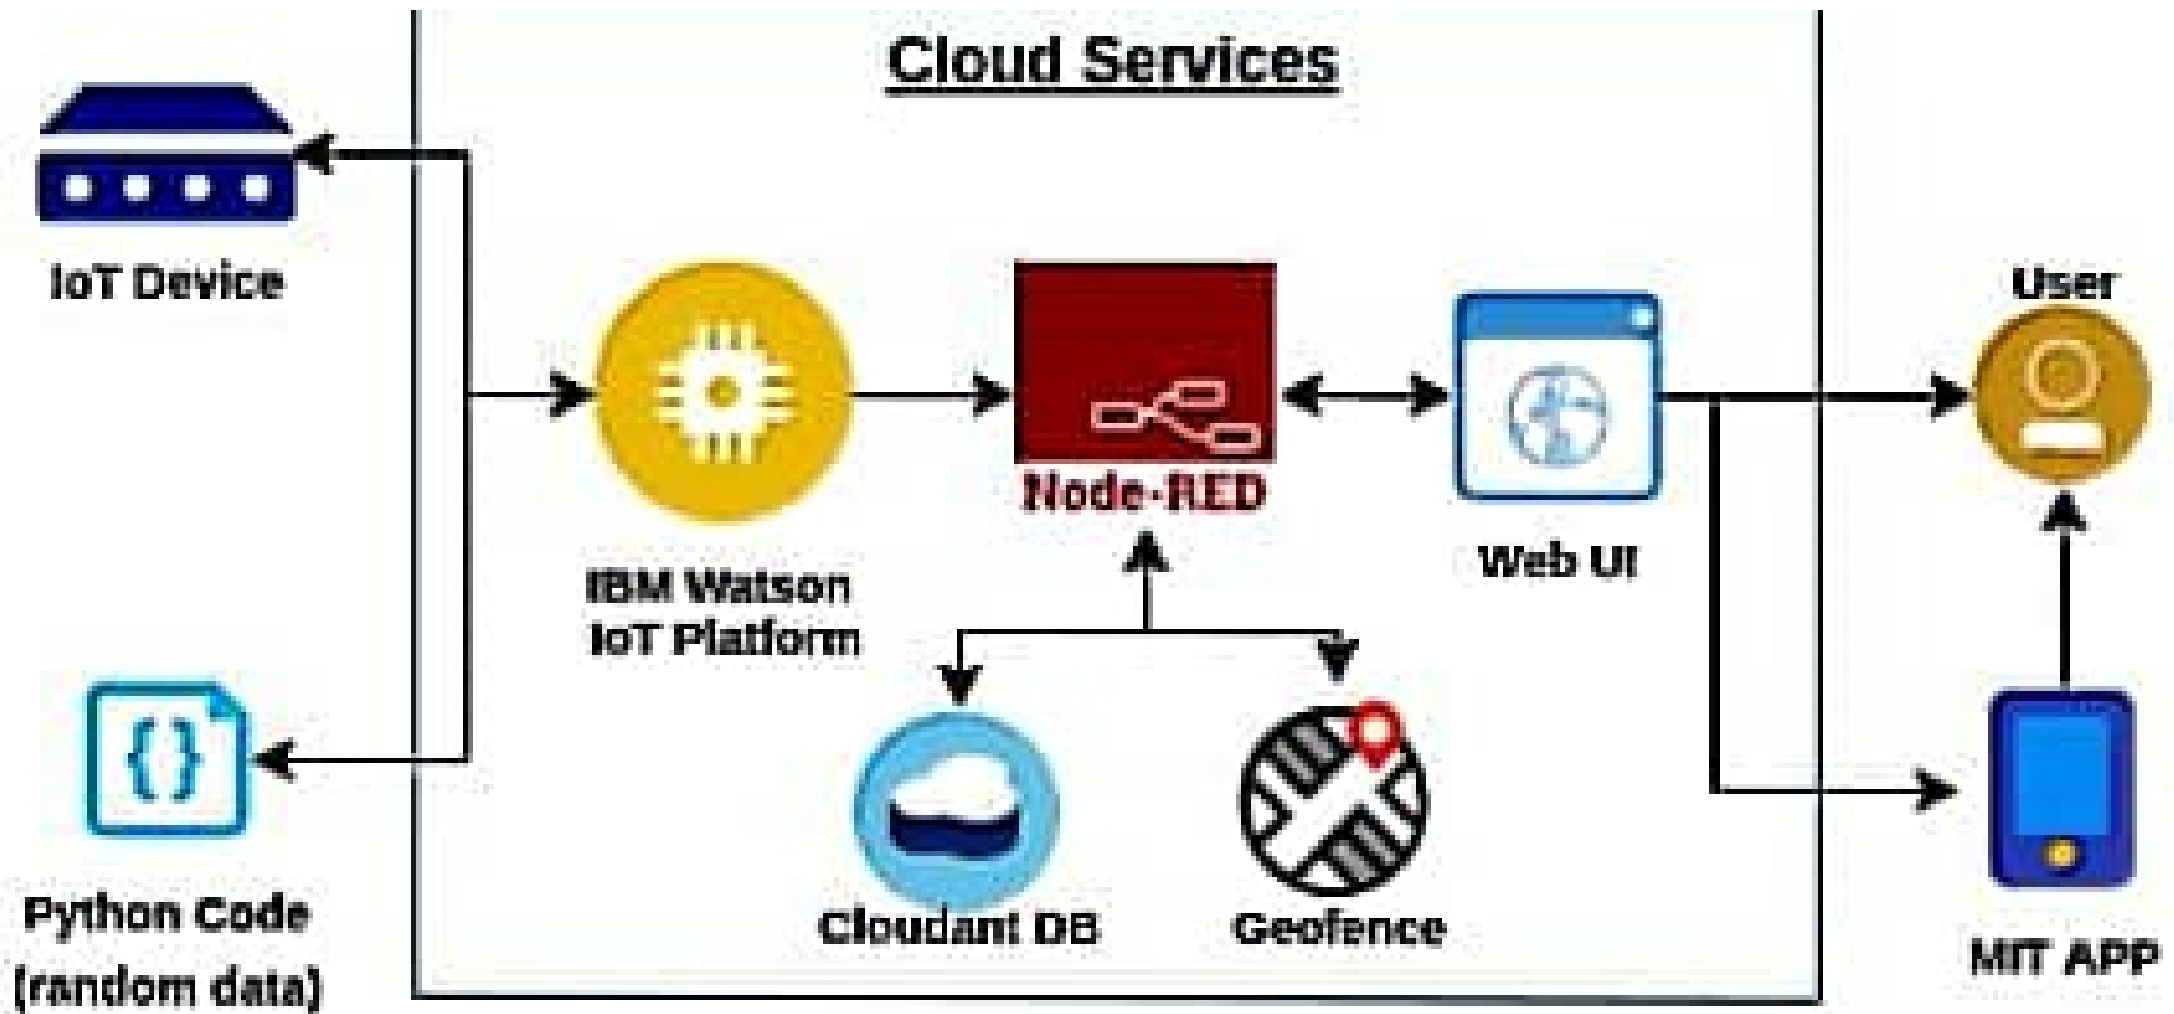 Cloud Services
IoT Device
User
Node-RED
Web UI
IBM Watson
IoT Platform
{}
Python Code
(random data)
Cloudant DB
Geofence
MIT APP